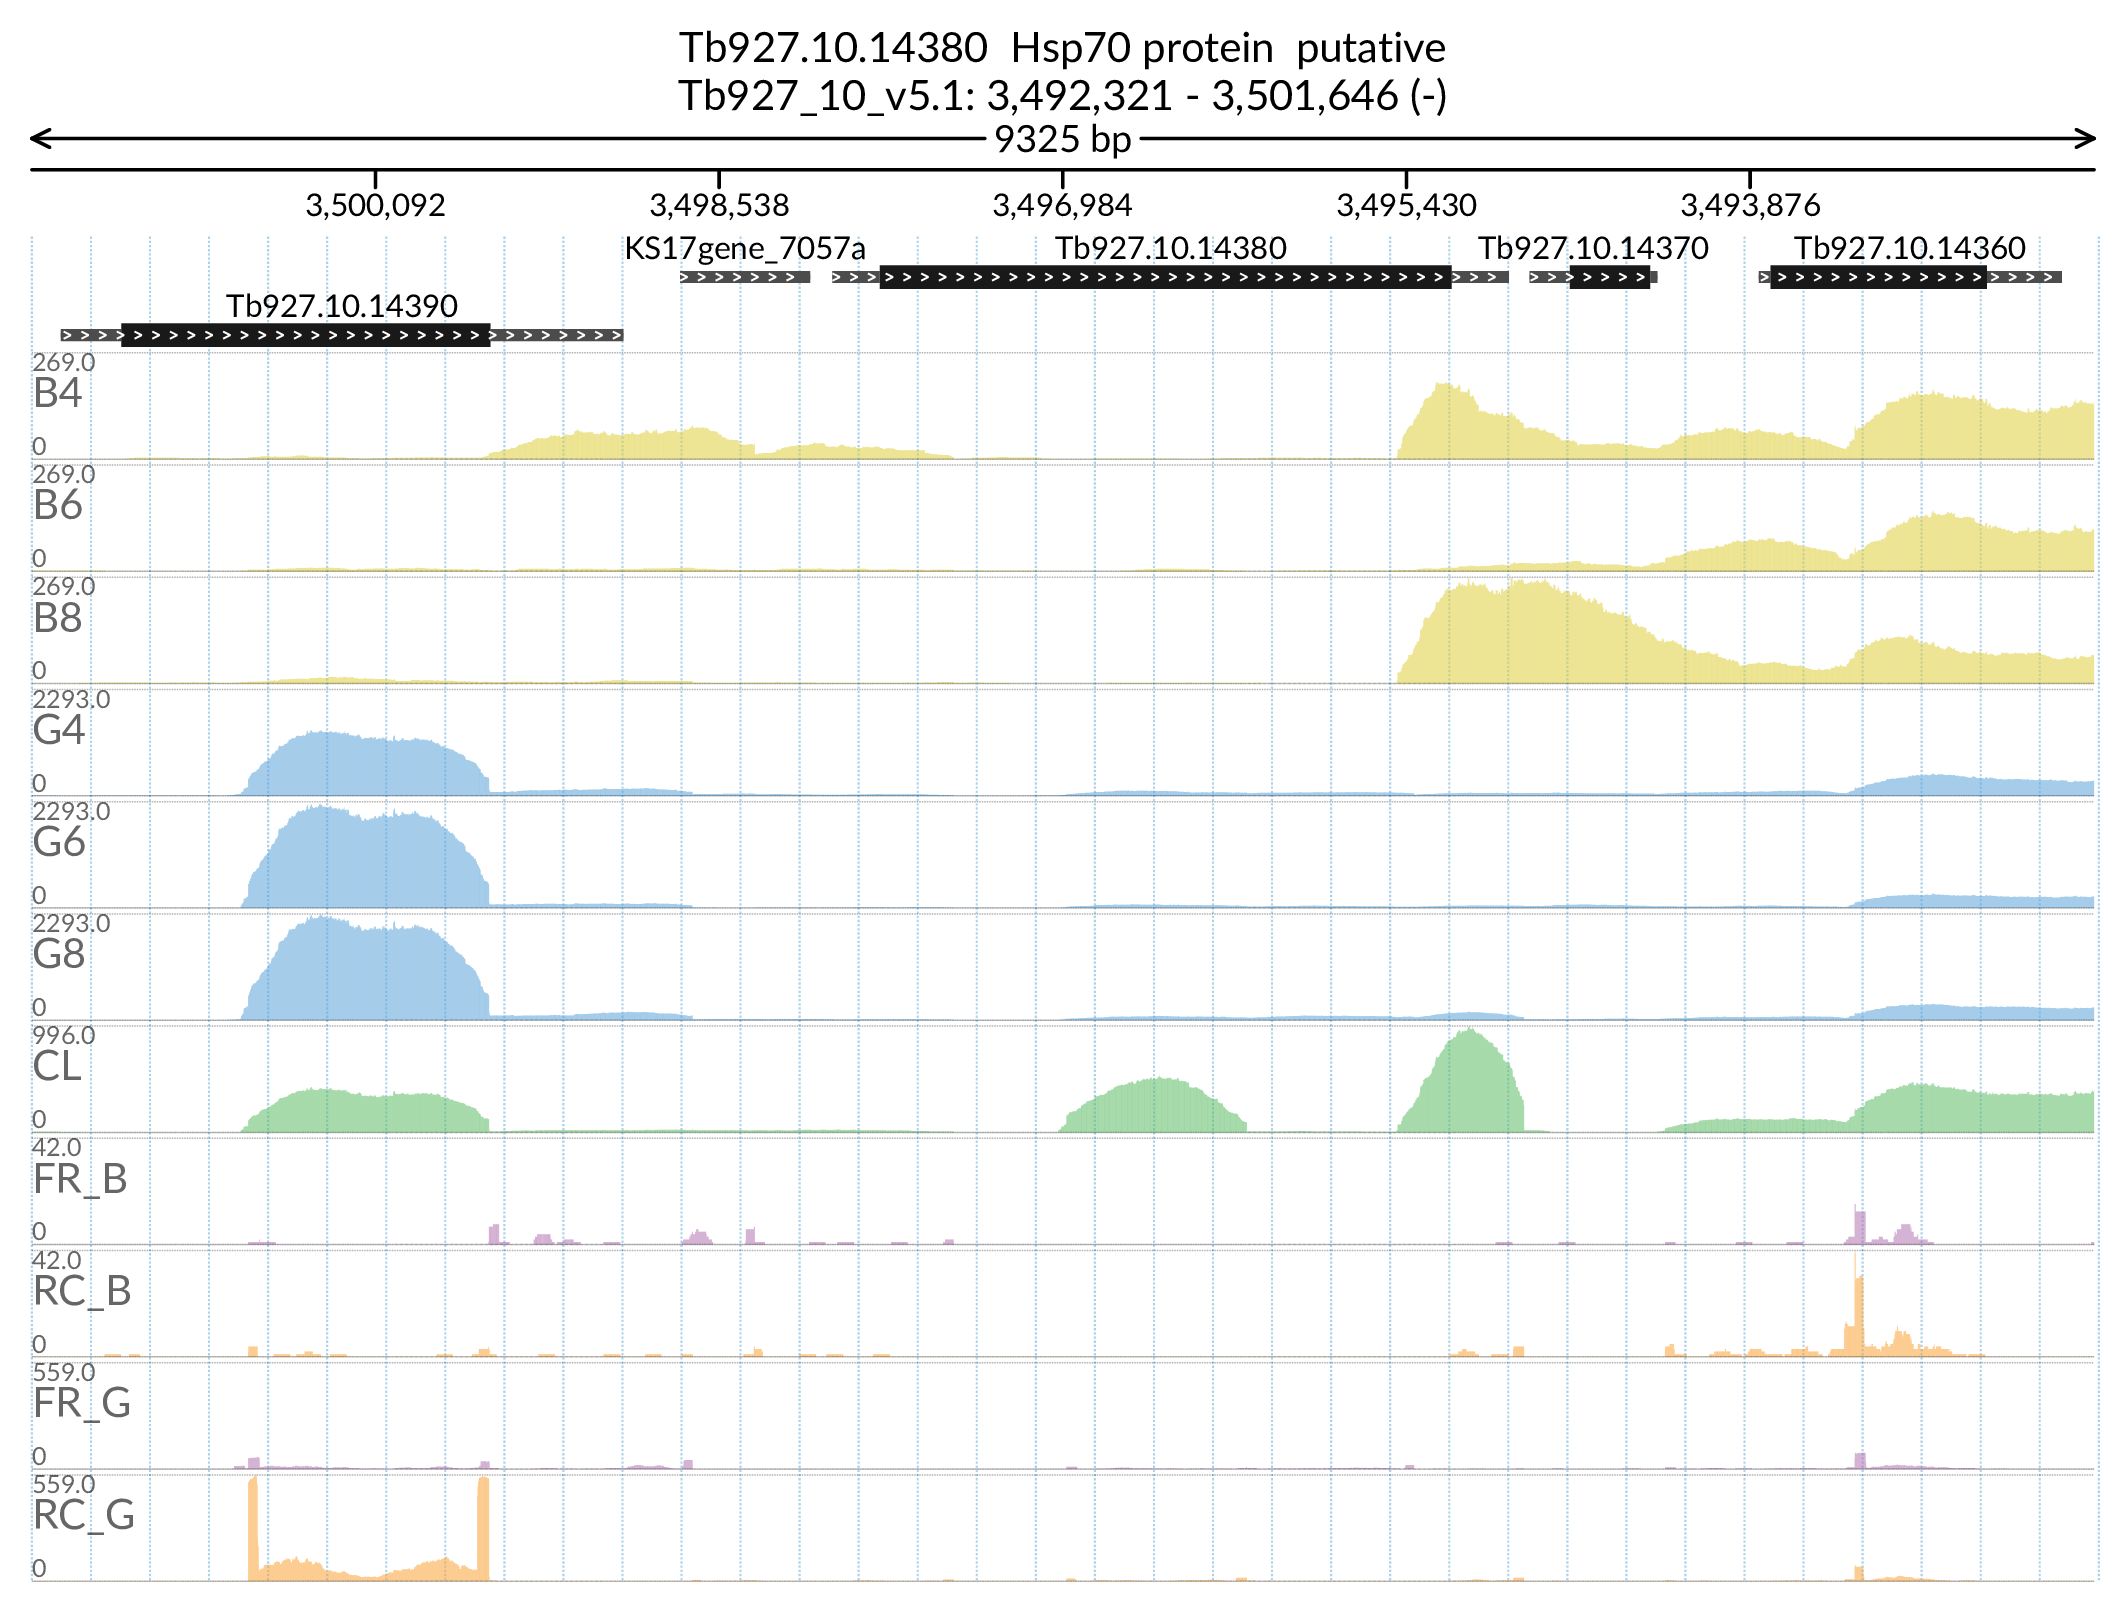 Tb927.10.14380  Hsp70 protein  putative
Tb927_10_v5.1: 3,492,321 - 3,501,646 (-)
9325 bp
3,500,092 3,498,538 3,496,984 3,495,430 3,493,876
KS17gene_7057a Tb927.10.14380 Tb927.10.14370 Tb927.10.14360
Tb927.10.14390
269.0
B4
0
269.0
B6
0
269.0
B8
0
2293.0
G4
0
2293.0
G6
0
2293.0
G8
0
996.0
CL
0
42.0
FR_B
0
42.0
RC_B
0
559.0
FR_G
0
559.0
RC_G
0